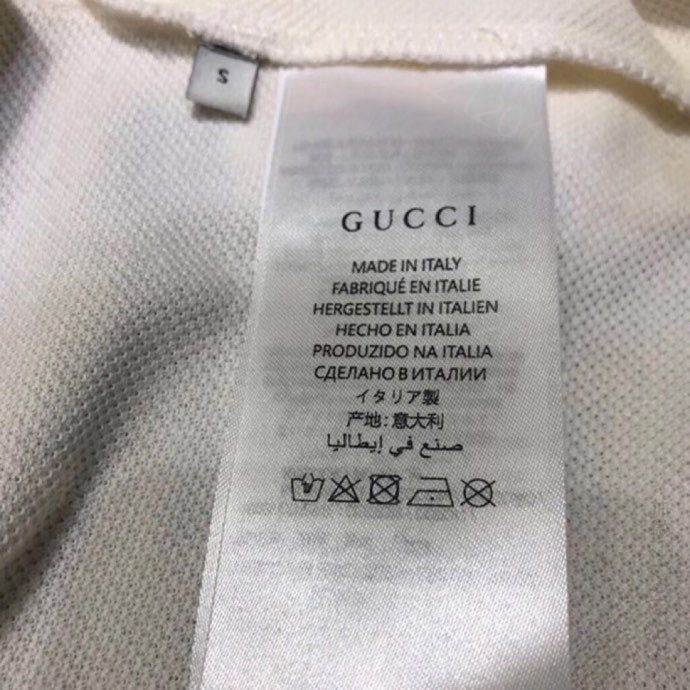 S
GUCCI
MADE IN ITALY
FABRIQUÉ EN ITALIE
HERGESTELLT IN ITALIEN
HECHO EN ITALIA
PRODUZIDO NA ITALIA
СДЕЛАНО В ИТАЛИИ
イタリア製
产地: 意大利
صنع في إيطاليا